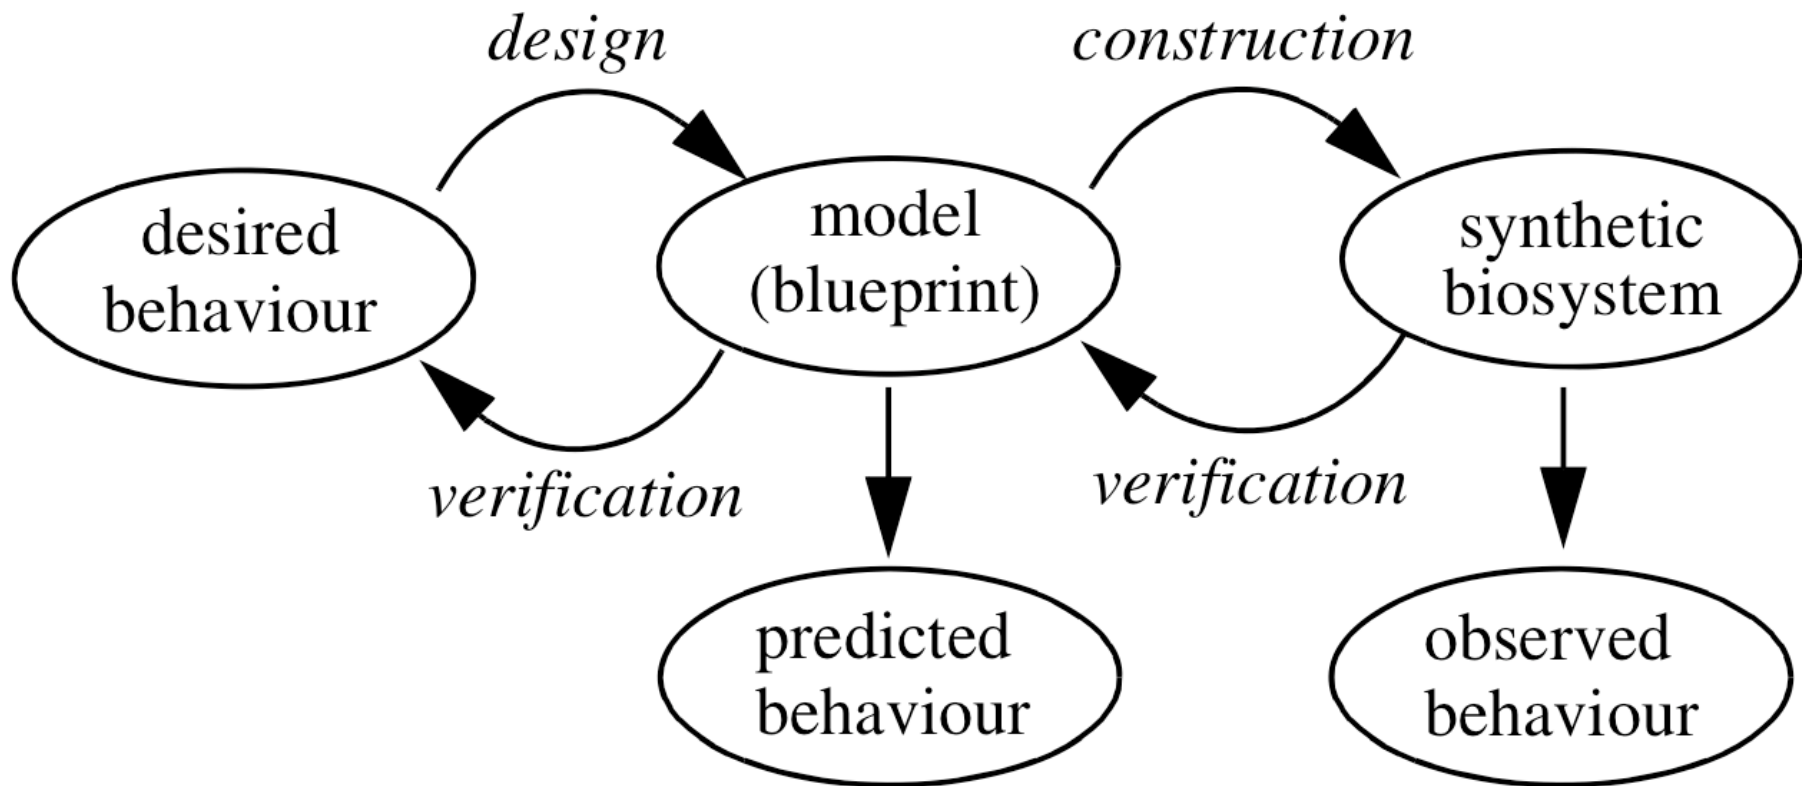 design
construction
desired
behaviour
model
(blueprint)
synthetic
biosystem
verification
verification
predicted
behaviour
observed
behaviour